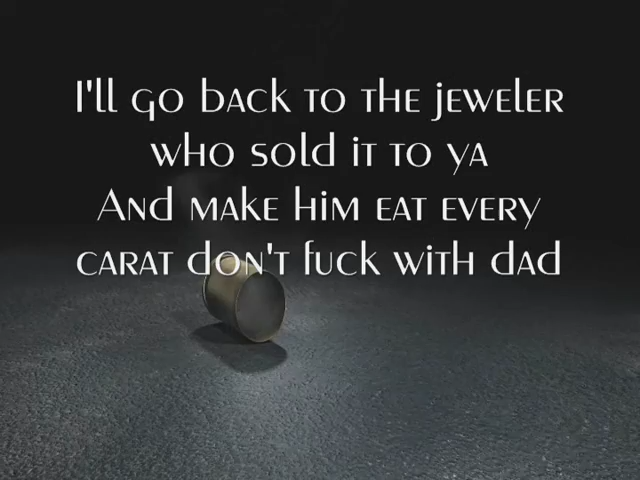 I'll go back to the jeweler
who sold it to ya
And make him eat every
carat don't fuck with dad